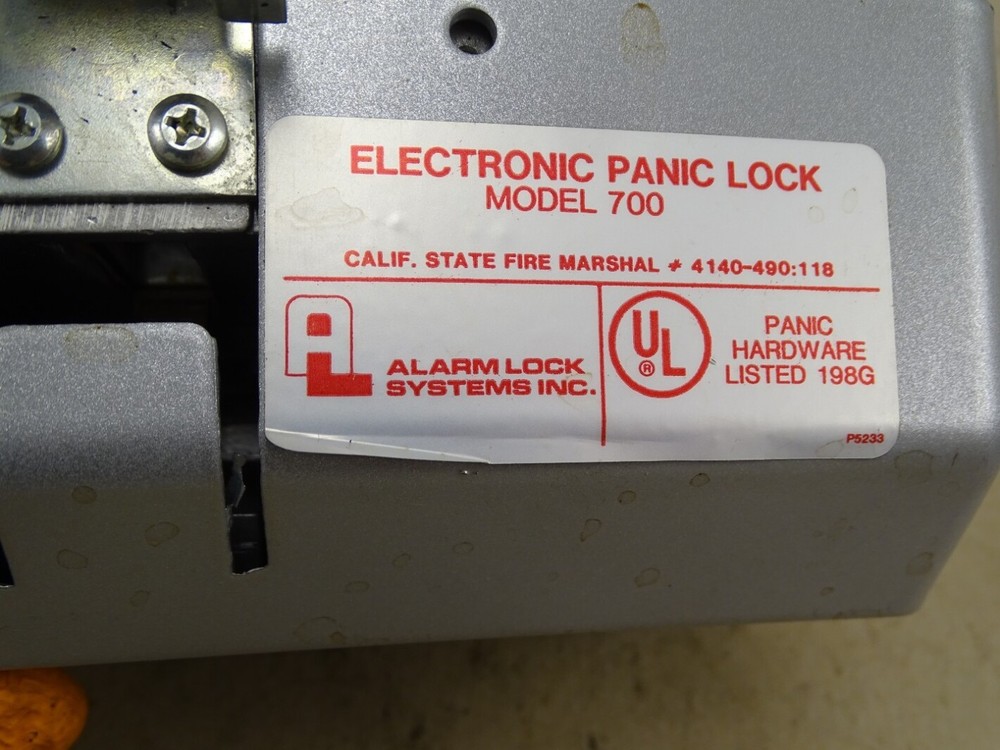 ELECTRONIC PANIC LOCK
MODEL 700
CALIF. STATE FIRE MARSHAL # 4140-490:118
AL
ALARM LOCK
SYSTEMS INC.
UL
®
PANIC
HARDWARE
LISTED 198G
P5233